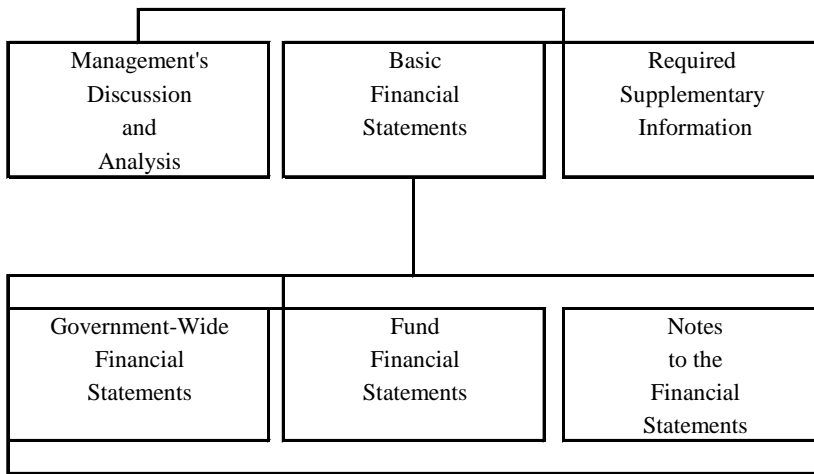 Management's
Discussion
and
Analysis
Basic
Financial
Statements
Required
Supplementary
Information
Government-Wide
Financial
Statements
Fund
Financial
Statements
Notes
to the
Financial
Statements